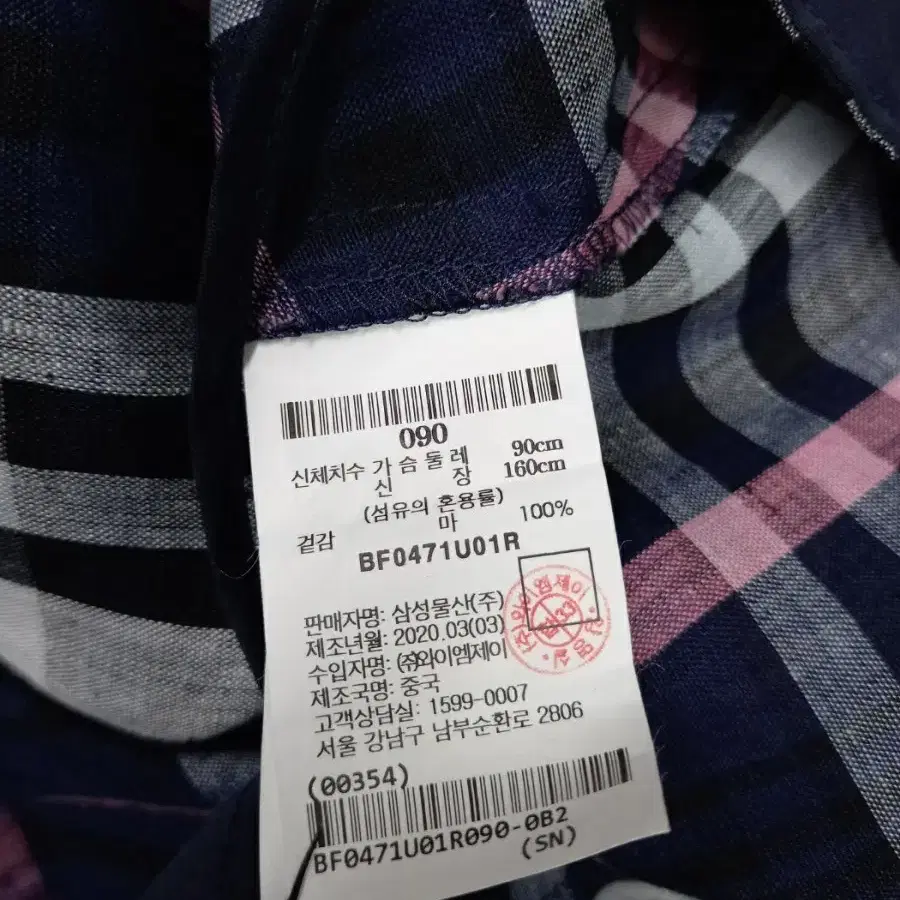 090
신체치수 가 슴 둘 레 90cm
신 장 160cm
(섬유의 혼용률)
겉감 마 100%
BF0471U01R
판매자명: 삼성물산(주)
제조년월: 2020.03(03)
수입자명: ㈜와이엠제이
제조국명: 중국
고객상담실: 1599-0007
서울 강남구 남부순환로 2806
(00354)
BF0471U01R090-0B2
(SN)